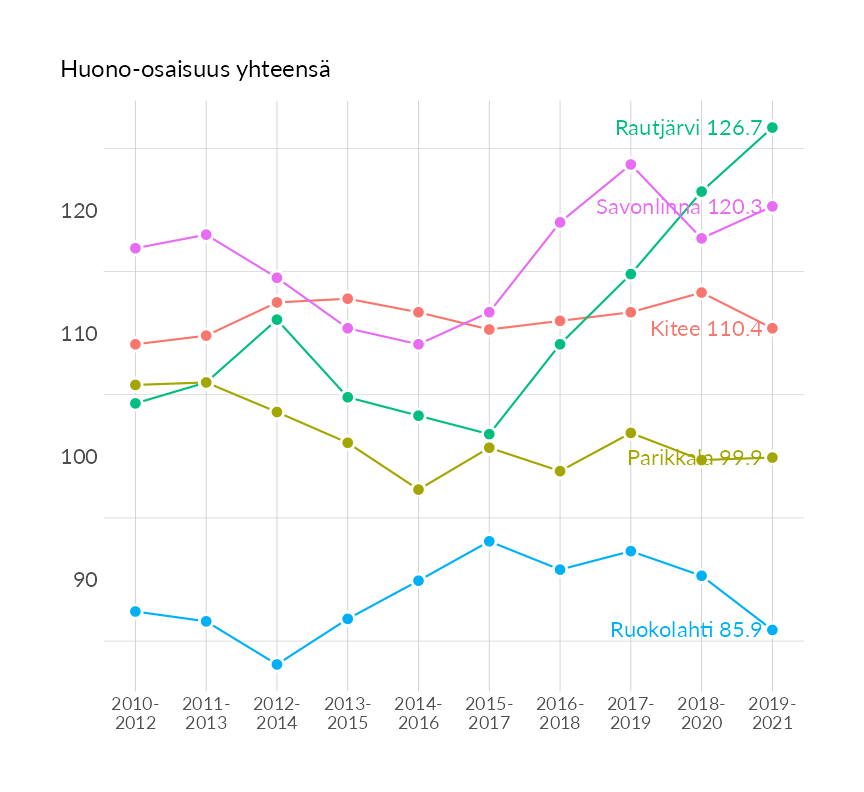 Huono-osaisuus yhteensä
Rautjärvi 126.7
120
Savonlinna 120.3
110
Kitee 110.4
100
Parikkala 99.9
90
Ruokolahti 85.9
2010- 2011- 2012- 2013- 2014- 2015- 2016- 2017- 2018- 2019-
2012 2013 2014 2015 2016 2017 2018 2019 2020 2021